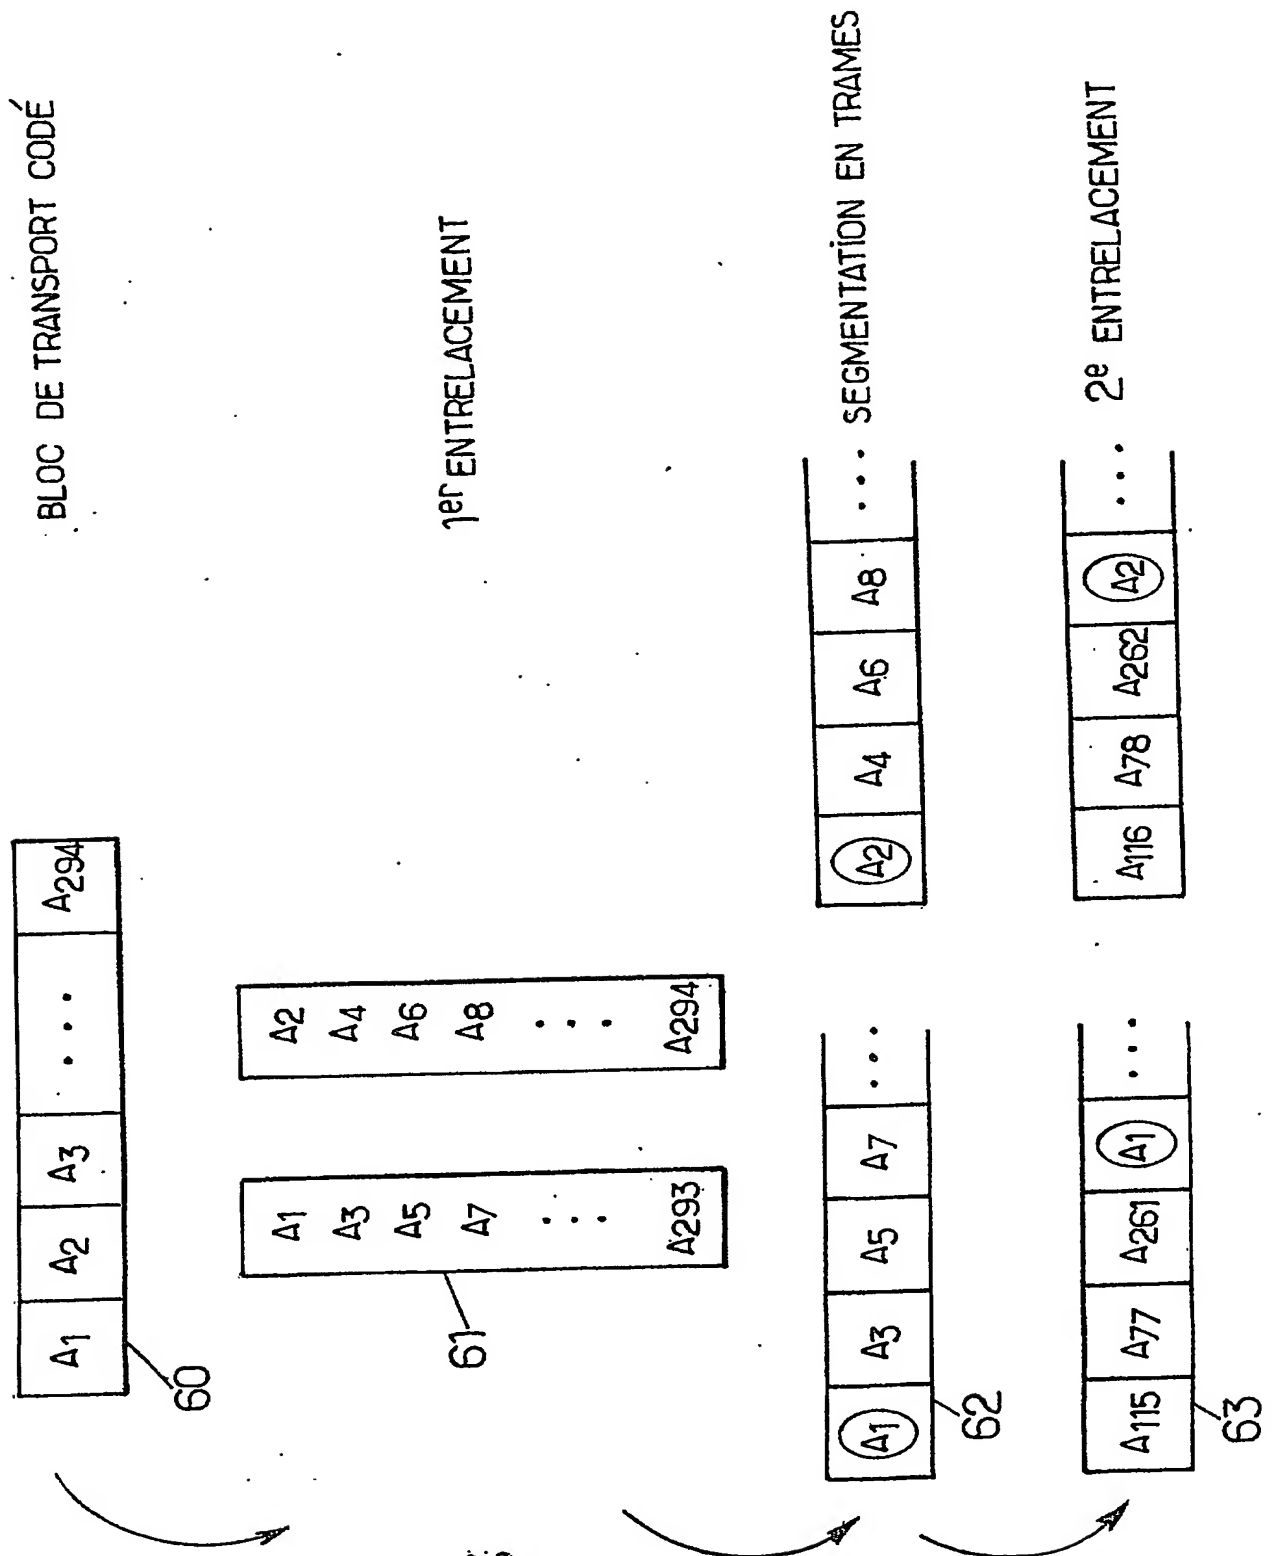 BLOC DE TRANSPORT CODÉ
A1 A2 A3 ... A294
60
1er ENTRELACEMENT
A1 A2
A3 A4
A5 A6
A7 A8
... ...
A293 A294
61
SEGMENTATION EN TRAMES
A1 A3 A5 A7 ... A2 A4 A6 A8 ...
62
2e ENTRELACEMENT
A115 A77 A261 A1 ... A116 A78 A262 A2 ...
63